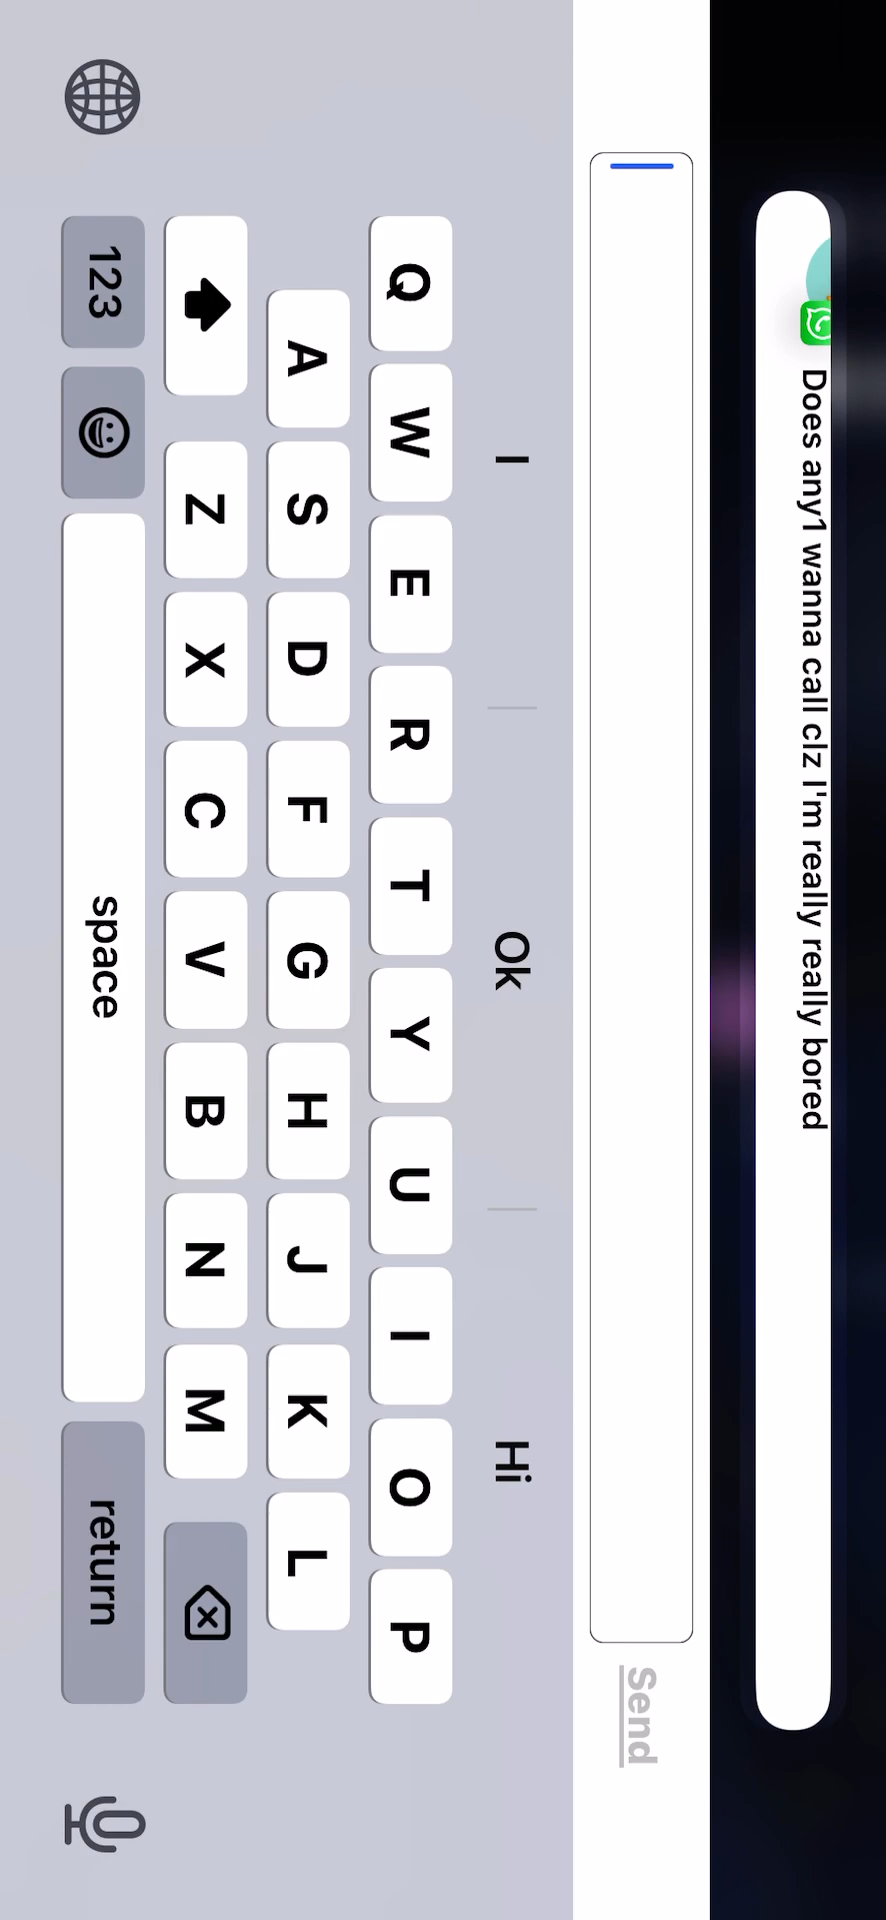 Does any1 wanna call clz I'm really really bored
Send
I Ok Hi
Q W E R T Y U I O P
A S D F G H J K L
Z X C V B N M
123 space return